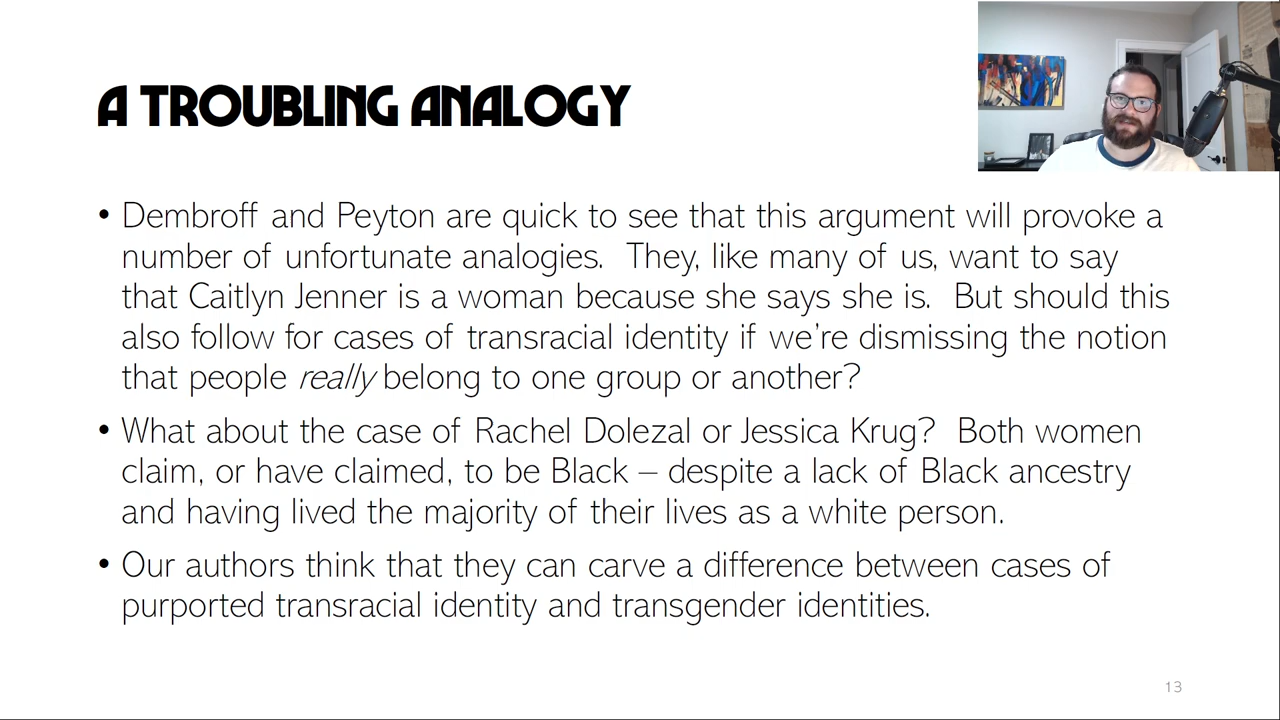 A TROUBLING ANALOGY
• Dembroff and Peyton are quick to see that this argument will provoke a
number of unfortunate analogies.  They, like many of us, want to say
that Caitlyn Jenner is a woman because she says she is.  But should this
also follow for cases of transracial identity if we’re dismissing the notion
that people really belong to one group or another?
• What about the case of Rachel Dolezal or Jessica Krug?  Both women
claim, or have claimed, to be Black – despite a lack of Black ancestry
and having lived the majority of their lives as a white person.
• Our authors think that they can carve a difference between cases of
purported transracial identity and transgender identities.
13